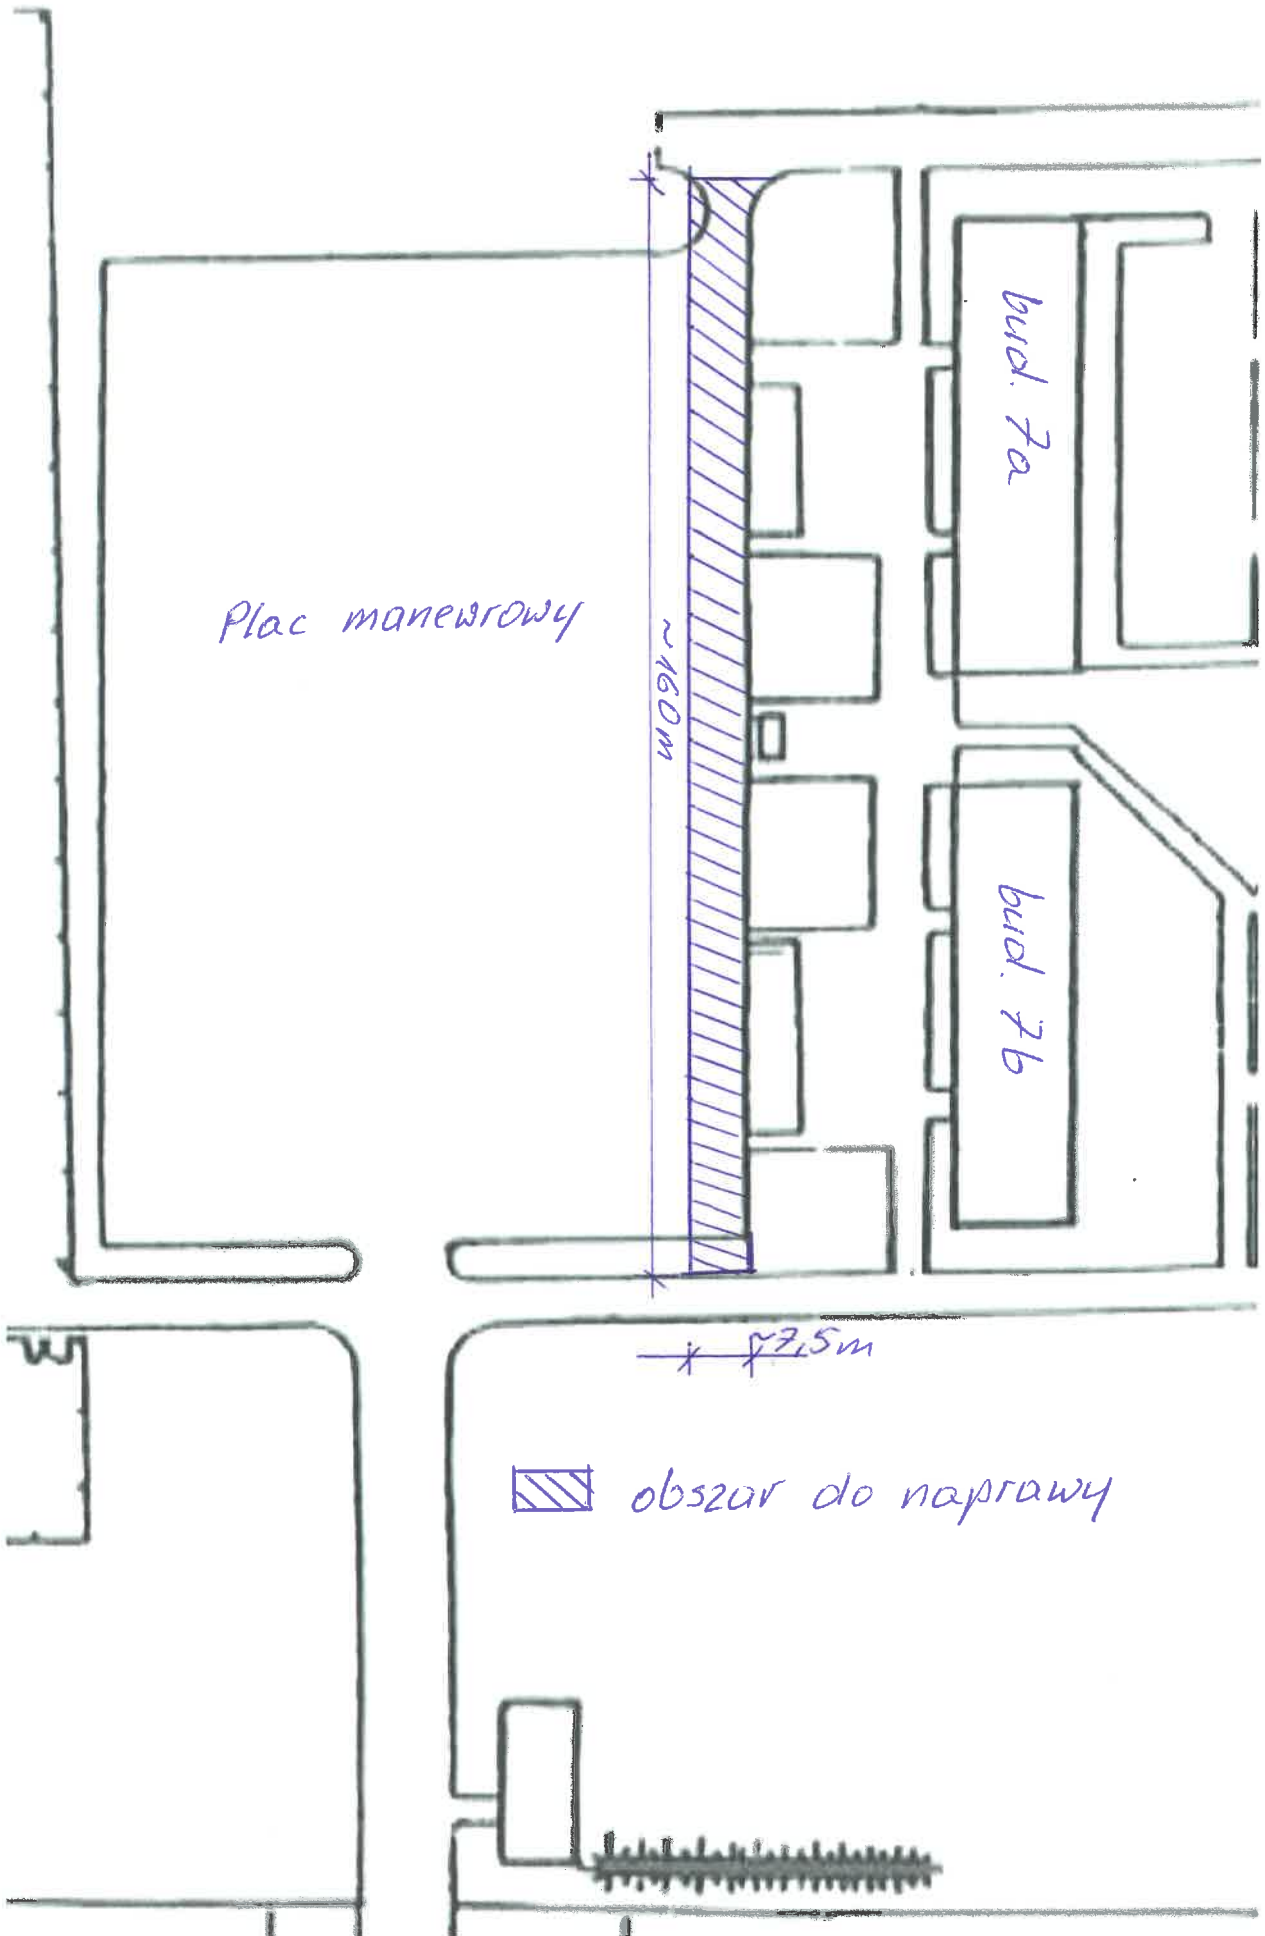 bud. 7a
Plac manewrowy
~160m
bud. 7b
~7,5m
obszar do naprawy